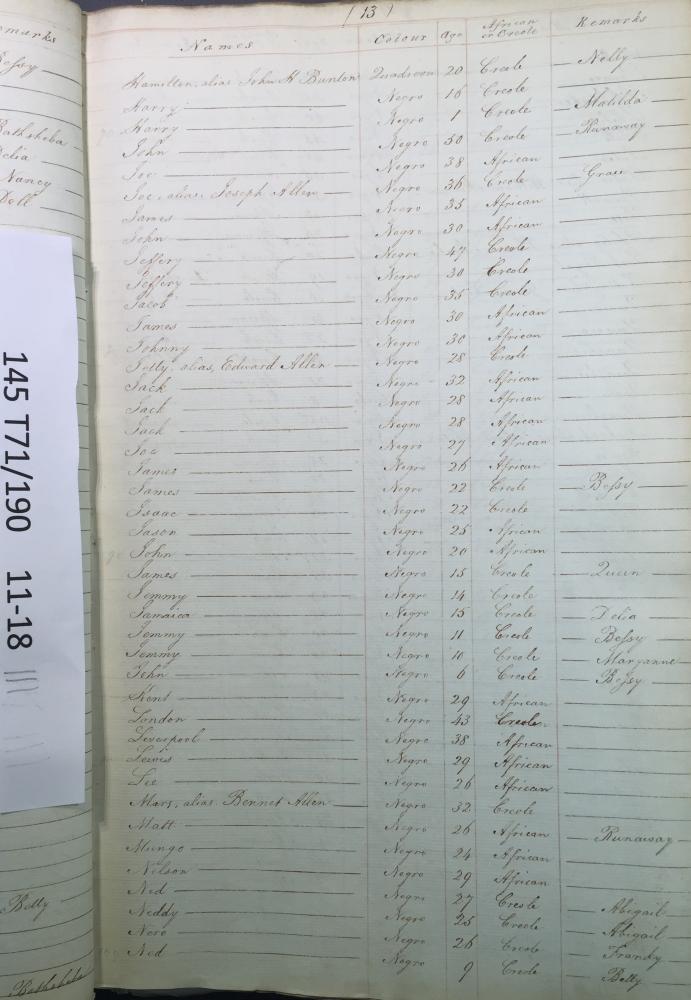 emarks
Bessy
Bathsheba
Delia
Nancy
Doll
145 T71/190 11-18
Betty
Bathsheba
(13)
Names Colour Age African or Creole Remarks
Hamilton, alias John H Bunton Quadroon 20 Creole Nelly
Harry Negro 16 Creole
Harry Negro 1 Creole Matilda
John Negro 50 Creole Runaway
Joe Negro 38 African
Joe, alias Joseph Allen Negro 36 Creole Grace
James Negro 35 African
John Negro 30 African
Jeffery Negro 47 Creole
Jeffery Negro 30 Creole
Jacob Negro 35 Creole
James Negro 30 African
Johnny Negro 30 African
alias, Edward Allen Negro 28 Creole
Jack Negro 32 African
Jack Negro 28 African
Jack Negro 28 African
Joe Negro 27 African
James Negro 26 African
James Negro 22 Creole Bessy
Isaac Negro 22 Creole
Jason Negro 25 African
John Negro 20 African
James Negro 15 Creole Queen
Jemmy Negro 14 Creole
Jamaica Negro 15 Creole Delia
Jemmy Negro 11 Creole Bessy
Jemmy Negro 10 Creole Maryanne
John Negro 6 Creole Bessy
Kent Negro 29 African
London Negro 43 Creole
Liverpool Negro 38 African
Lewis Negro 29 African
Lee Negro 26 African
Mars, alias Bennet Allen Negro 32 Creole
Matt Negro 26 African Runaway
Mungo Negro 24 African
Nelson Negro 29 African
Ned Negro 27 Creole Abigail
Neddy Negro 25 Creole Abigail
Nero Negro 26 Creole Franky
Ned Negro 9 Creole Betty